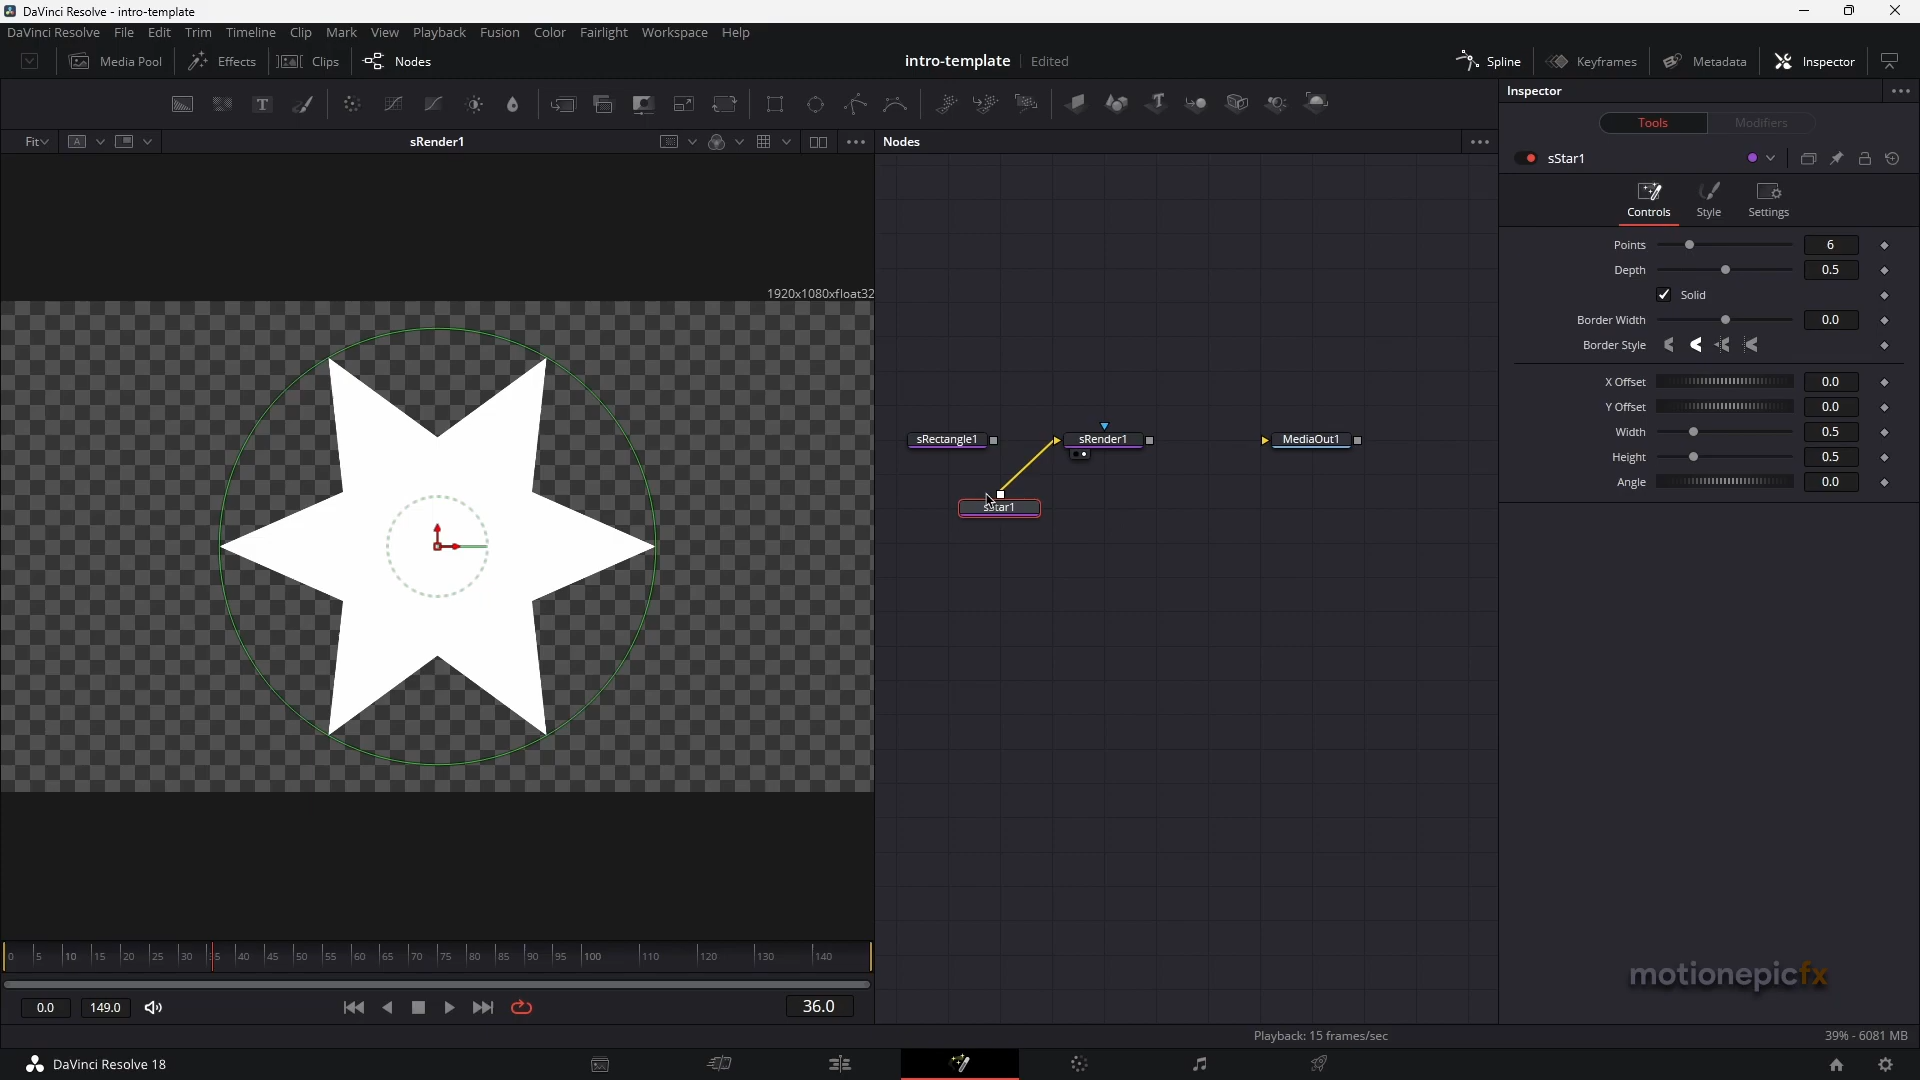 DaVinci Resolve - intro-template
DaVinci Resolve File Edit Trim Timeline Clip Mark View Playback Fusion Color Fairlight Workspace Help
Media Pool Effects Clips Nodes intro-template Edited Spline Keyframes Metadata Inspector
Inspector
Tools Modifiers
Fit A sRender1 Nodes
sStar1
Controls Style Settings
Points 6
Depth 0.5
Solid
Border Width 0.0
Border Style
X Offset 0.0
Y Offset 0.0
Width 0.5
Height 0.5
Angle 0.0
1920x1080xfloat32
sRectangle1 sRender1 MediaOut1
sStar1
0 5 10 15 20 25 30 35 40 45 50 55 60 65 70 75 80 85 90 95 100 110 120 130 140
0.0 149.0 36.0
motionepicfx
Playback: 15 frames/sec 39% - 6081 MB
DaVinci Resolve 18